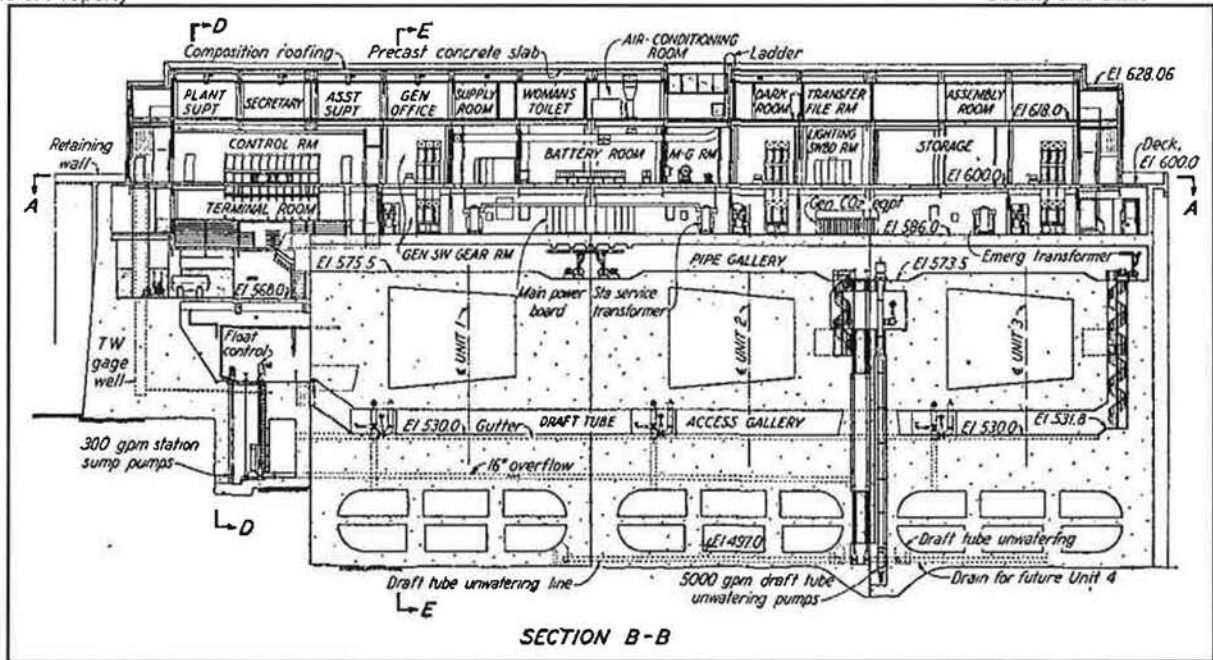 D
E
Composition roofing
Precast concrete slab
AIR-CONDITIONING
ROOM
Ladder
El 628.06
PLANT
SUPT
SECRETARY
ASST
SUPT
GEN
OFFICE
SUPPLY
ROOM
WOMANS
TOILET
DARK
ROOM
TRANSFER
FILE RM
ASSEMBLY
ROOM
El 618.0
Retaining
wall
CONTROL RM
BATTERY ROOM
M-G RM
LIGHTING
SWBD RM
STORAGE
Deck,
El 600.0
El 600.0
A
A
TERMINAL ROOM
Gen CO2 eqpt
El 586.0
GEN SW GEAR RM
El 575.5
PIPE GALLERY
El 573.5
Emerg transformer
El 568.0
Main power
board
Sta service
transformer
UNIT 1
UNIT 2
UNIT 3
TW
gage
well
Float
control
El 530.0
Gutter
DRAFT TUBE
ACCESS GALLERY
El 530.0
El 531.8
300 gpm station
sump pumps
16" overflow
D
El 497.0
Draft tube unwatering
Draft tube unwatering line
5000 gpm draft tube
unwatering pumps
Drain for future Unit 4
E
SECTION B-B